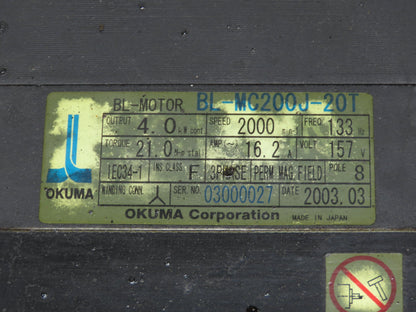 BL-MOTOR BL-MC200J-20T
OUTPUT 4.0 kW cont SPEED 2000 min-1 FREQ 133 Hz
TORQUE 21.0 N-m stal AMP(~) 16.2 A VOLT 157 V
IEC34-1 INS CLASS F 3PHASE PERM MAG. FIELD POLE 8
WINDING CONN. SER. NO. 03000027 DATE 2003.03
OKUMA
OKUMA Corporation MADE IN JAPAN